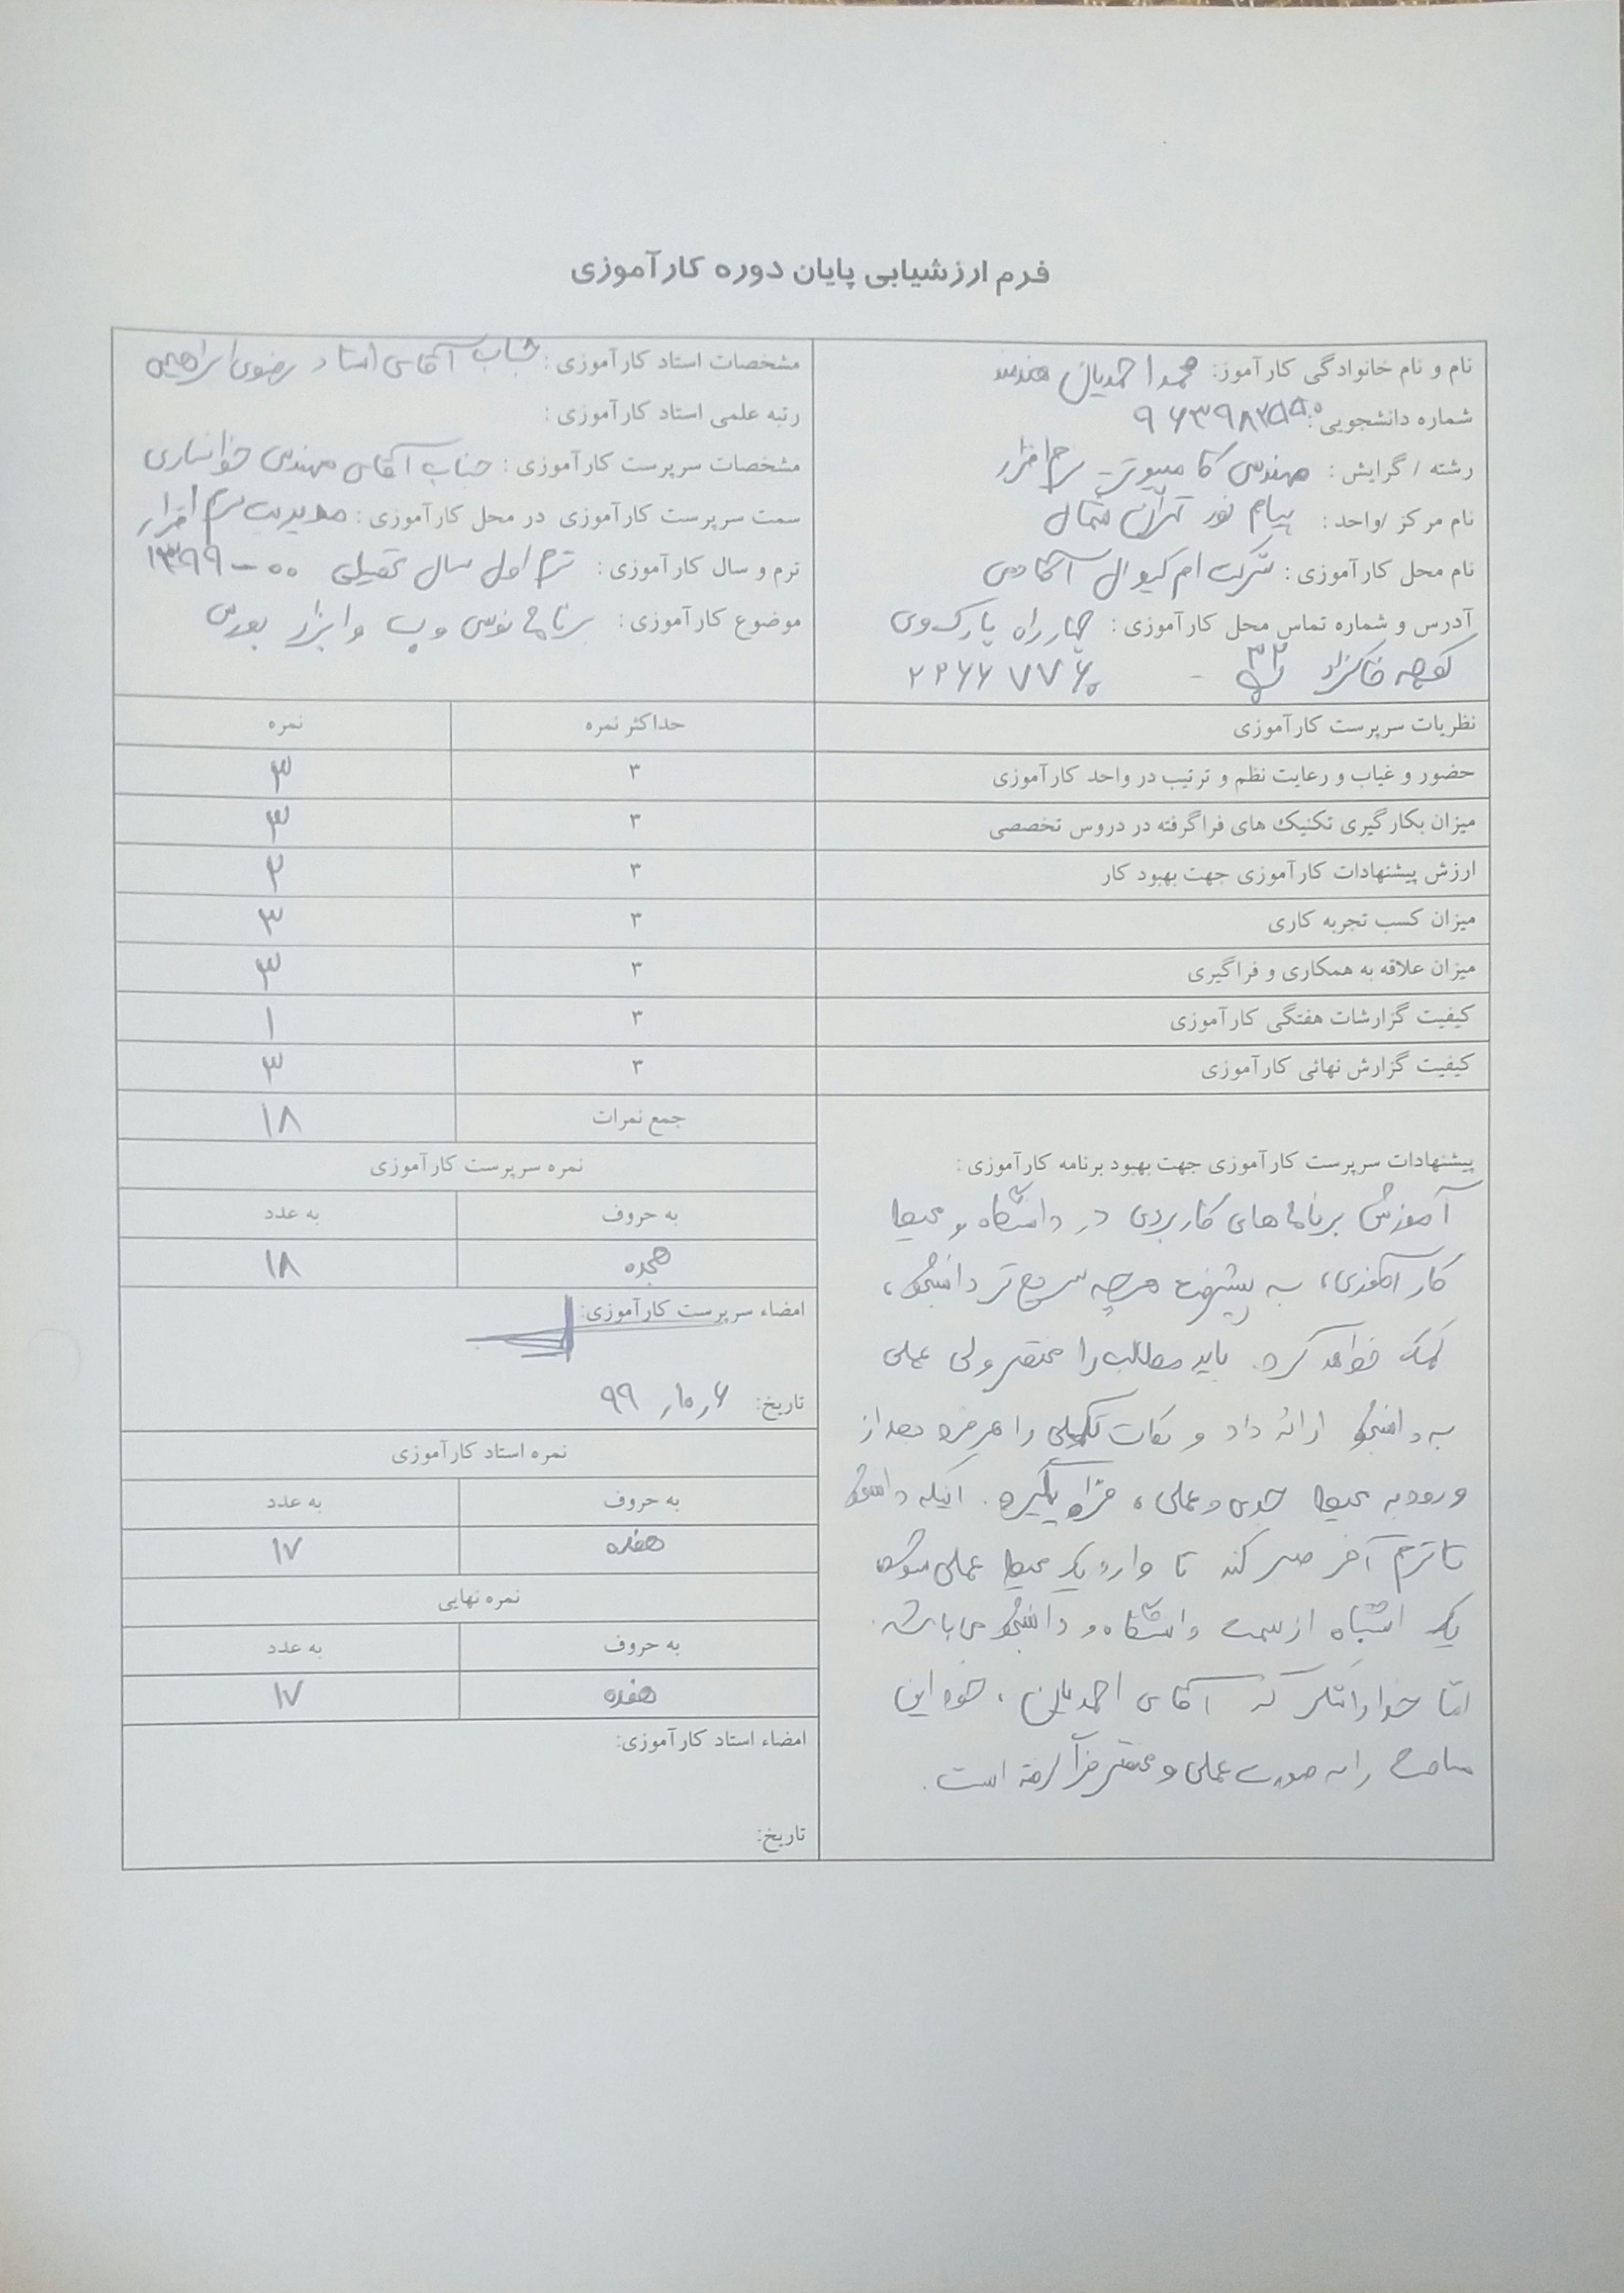 فرم ارزشیابی پایان دوره کارآموزی
نام و نام خانوادگی کارآموز: محمد احمدیان هنرمند
شماره دانشجویی:
رشته / گرایش : مهندسی کامپیوتر - نرم افزار
نام مرکز /واحد : پیام نور تهران شمال
نام محل کارآموزی : شرکت ام کیو ال آکادمی
آدرس و شماره تماس محل کارآموزی : چهار راه پارک وی
کوچه خاکزاد - ۲۲۶۶۷۷۶۰
مشخصات استاد کارآموزی : جناب آقای استاد رضوی ابراهیمی
رتبه علمی استاد کارآموزی :
مشخصات سرپرست کارآموزی : جناب آقای مهندس خوانساری
سمت سرپرست کارآموزی در محل کارآموزی : مدیریت نرم افزار
ترم و سال کارآموزی : ترم اول سال تحصیلی ۰۰-۱۳۹۹
موضوع کارآموزی : برنامه نویسی وب و ابزار بورس
نظریات سرپرست کارآموزی حداکثر نمره نمره
حضور و غیاب و رعایت نظم و ترتیب در واحد کارآموزی ۳ ۳
میزان بکارگیری تکنیک های فراگرفته در دروس تخصصی ۳ ۳
ارزش پیشنهادات کارآموزی جهت بهبود کار ۳ ۲
میزان کسب تجربه کاری ۳ ۳
میزان علاقه به همکاری و فراگیری ۳ ۳
کیفیت گزارشات هفتگی کارآموزی ۳ ۱
کیفیت گزارش نهائی کارآموزی ۳ ۳
جمع نمرات ۱۸
پیشنهادات سرپرست کارآموزی جهت بهبود برنامه کارآموزی :
آموزش برنامه های کاربردی در دانشگاه و محیط
کارآموزی، به پیشرفت هرچه سریع تر دانشجو،
کمک خواهد کرد. باید مطالب را مختصر ولی عملی
به دانشجو ارائه داد و نکات تکمیلی را هر فرد بعد از
ورود به محیط جدی و عملی، فرا بگیرد. اینکه دانشجو
تا ترم آخر صبر کند تا وارد یک محیط عملی شود،
یک اشتباه از سمت دانشگاه و دانشجو می باشد.
اما خدا را شکر که آقای احمدیان، خود این
مباحث را به صورت عملی و مختصر فرا گرفته است.
نمره سرپرست کارآموزی
به حروف به عدد
هجده ۱۸
امضاء سرپرست کارآموزی:
تاریخ: ۹۹٫۱۰٫۶
نمره استاد کارآموزی
به حروف به عدد
هفده ۱۷
نمره نهایی
به حروف به عدد
هفده ۱۷
امضاء استاد کارآموزی:
تاریخ: